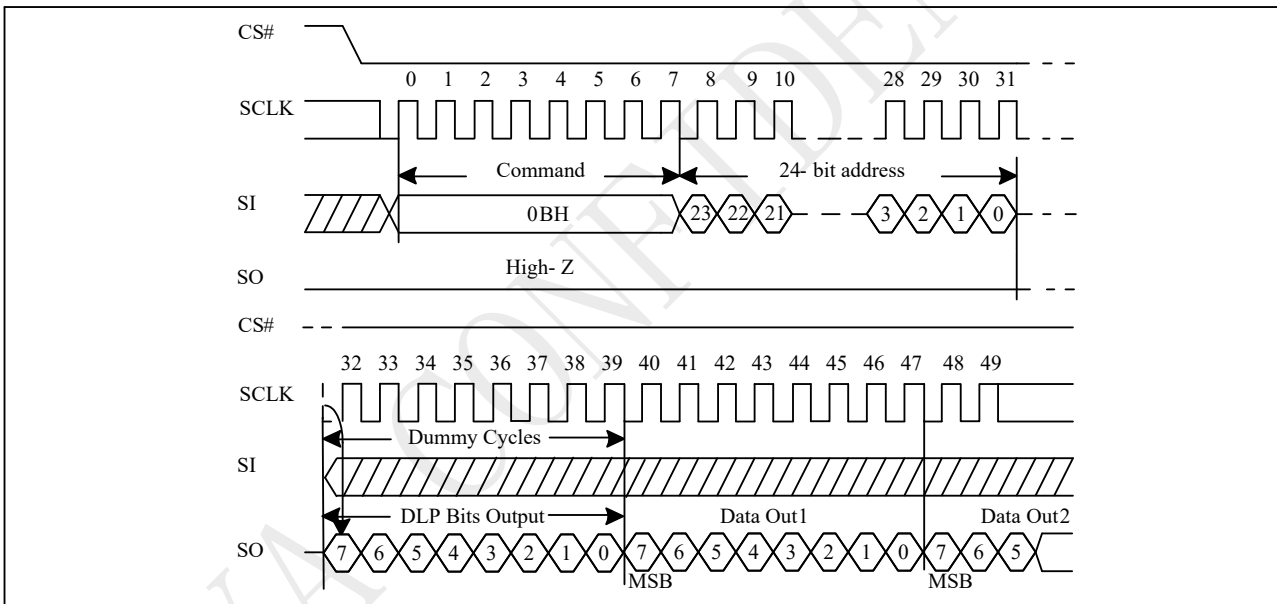 CS#
0 1 2 3 4 5 6 7 8 9 10 28 29 30 31
SCLK
Command 24- bit address
SI 0BH 23 22 21 3 2 1 0
High- Z
SO
CS#
32 33 34 35 36 37 38 39 40 41 42 43 44 45 46 47 48 49
SCLK
Dummy Cycles
SI
DLP Bits Output Data Out1 Data Out2
SO 7 6 5 4 3 2 1 0 7 6 5 4 3 2 1 0 7 6 5
MSB MSB